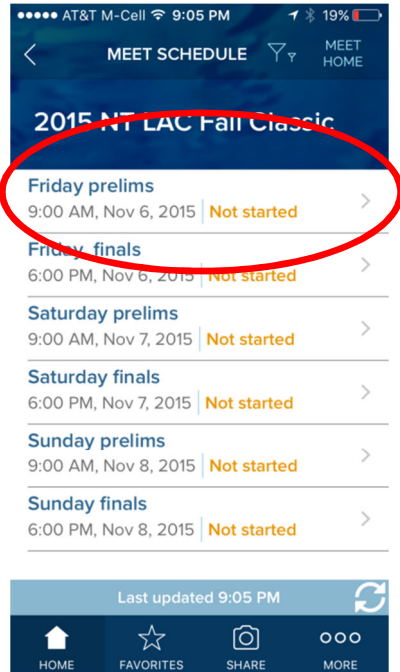 AT&T M-Cell 9:05 PM 19%
MEET SCHEDULE MEET HOME
2015 NT LAC Fall Classic
Friday prelims
9:00 AM, Nov 6, 2015 Not started
Friday finals
6:00 PM, Nov 6, 2015 Not started
Saturday prelims
9:00 AM, Nov 7, 2015 Not started
Saturday finals
6:00 PM, Nov 7, 2015 Not started
Sunday prelims
9:00 AM, Nov 8, 2015 Not started
Sunday finals
6:00 PM, Nov 8, 2015 Not started
Last updated 9:05 PM
HOME FAVORITES SHARE MORE